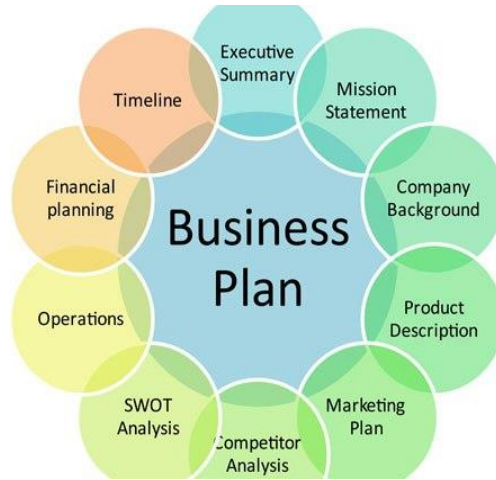 Executive
Summary
Mission
Statement
Company
Background
Product
Description
Marketing
Plan
Competitor
Analysis
SWOT
Analysis
Operations
Financial
planning
Timeline
Business
Plan